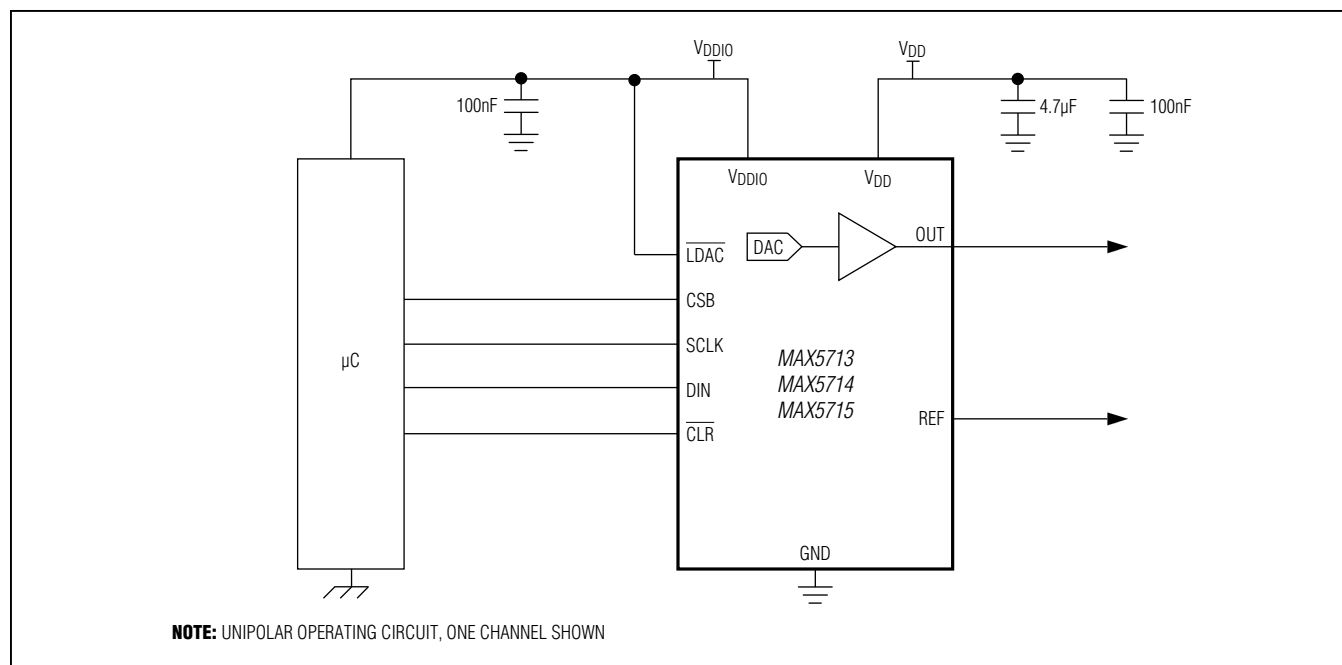 VDDIO
VDD
100nF
4.7µF
100nF
VDDIO
VDD
LDAC
DAC
OUT
CSB
SCLK
µC
MAX5713
DIN
MAX5714
MAX5715
REF
CLR
GND
NOTE: UNIPOLAR OPERATING CIRCUIT, ONE CHANNEL SHOWN